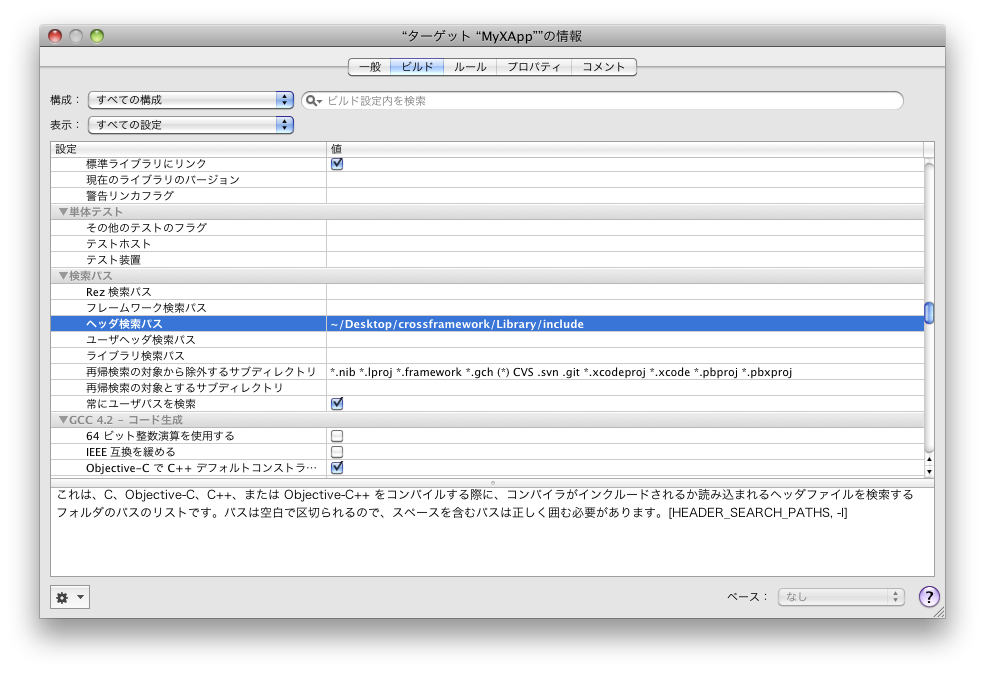 “ターゲット “MyXApp””の情報
一般 ビルド ルール プロパティ コメント
構成： すべての構成 ビルド設定内を検索
表示： すべての設定
設定 値
標準ライブラリにリンク
現在のライブラリのバージョン
警告リンカフラグ
▼単体テスト
その他のテストのフラグ
テストホスト
テスト装置
▼検索パス
Rez 検索パス
フレームワーク検索パス
ヘッダ検索パス ~/Desktop/crossframework/Library/include
ユーザヘッダ検索パス
ライブラリ検索パス
再帰検索の対象から除外するサブディレクトリ *.nib *.lproj *.framework *.gch (*) CVS .svn .git *.xcodeproj *.xcode *.pbproj *.pbxproj
再帰検索の対象とするサブディレクトリ
常にユーザパスを検索
▼GCC 4.2 - コード生成
64 ビット整数演算を使用する
IEEE 互換を緩める
Objective-C で C++ デフォルトコンストラ…
これは、C、Objective-C、C++、または Objective-C++ をコンパイルする際に、コンパイラがインクルードされるか読み込まれるヘッダファイルを検索する
フォルダのパスのリストです。パスは空白で区切られるので、スペースを含むパスは正しく囲む必要があります。[HEADER_SEARCH_PATHS, -I]
ベース： なし ?